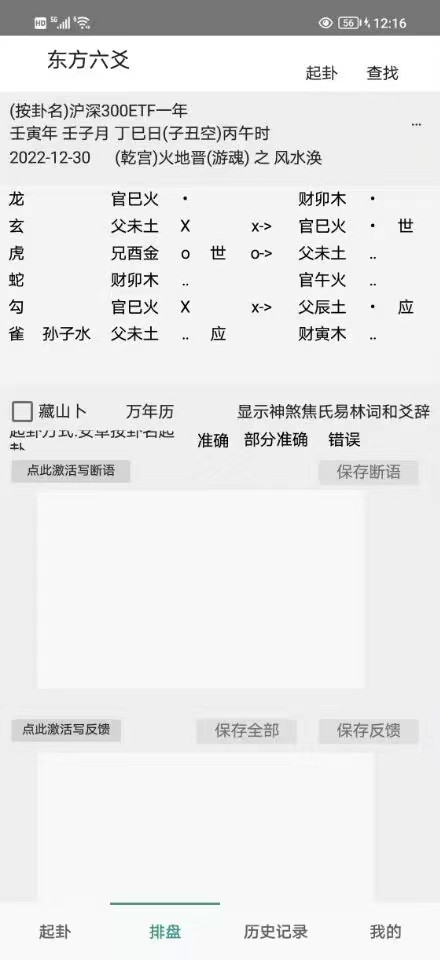 HD 5G 56 12:16
东方六爻
起卦 查找
(按卦名)沪深300ETF一年
壬寅年 壬子月 丁巳日(子丑空)丙午时
...
2022-12-30 (乾宫)火地晋(游魂) 之 风水涣
龙 官巳火 · 财卯木 ·
玄 父未土 X x-> 官巳火 · 世
虎 兄酉金 o 世 o-> 父未土 ..
蛇 财卯木 .. 官午火 ..
勾 官巳火 X x-> 父辰土 · 应
雀 孙子水 父未土 .. 应 财寅木 ..
藏山卜 万年历 显示神煞焦氏易林词和爻辞
起卦方式:安卓按卦名起卦 准确 部分准确 错误
点此激活写断语 保存断语
点此激活写反馈 保存全部 保存反馈
起卦 排盘 历史记录 我的